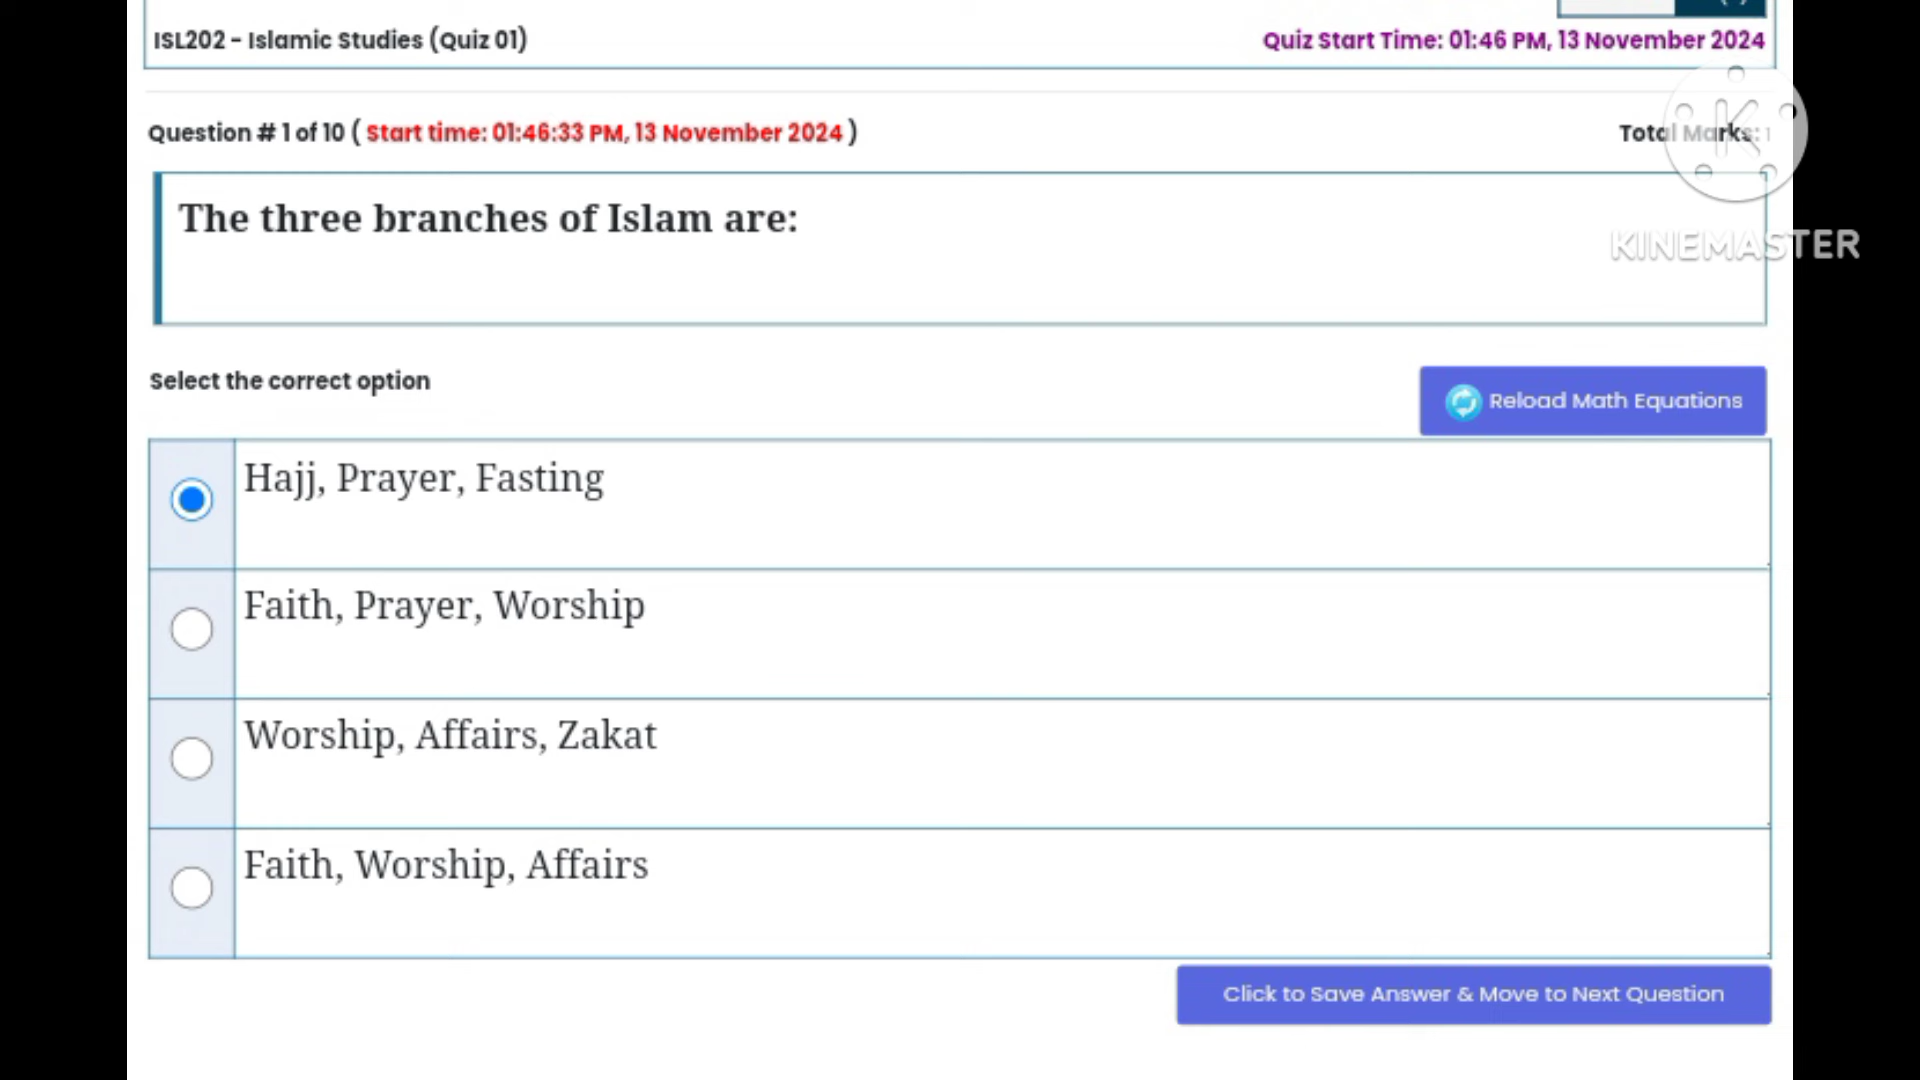 ISL202 - Islamic Studies (Quiz 01)
Quiz Start Time: 01:46 PM, 13 November 2024
Question # 1 of 10 ( Start time: 01:46:33 PM, 13 November 2024 )
Total Marks: 1
KINEMASTER
The three branches of Islam are:
Select the correct option
Reload Math Equations
Hajj, Prayer, Fasting
Faith, Prayer, Worship
Worship, Affairs, Zakat
Faith, Worship, Affairs
Click to Save Answer & Move to Next Question